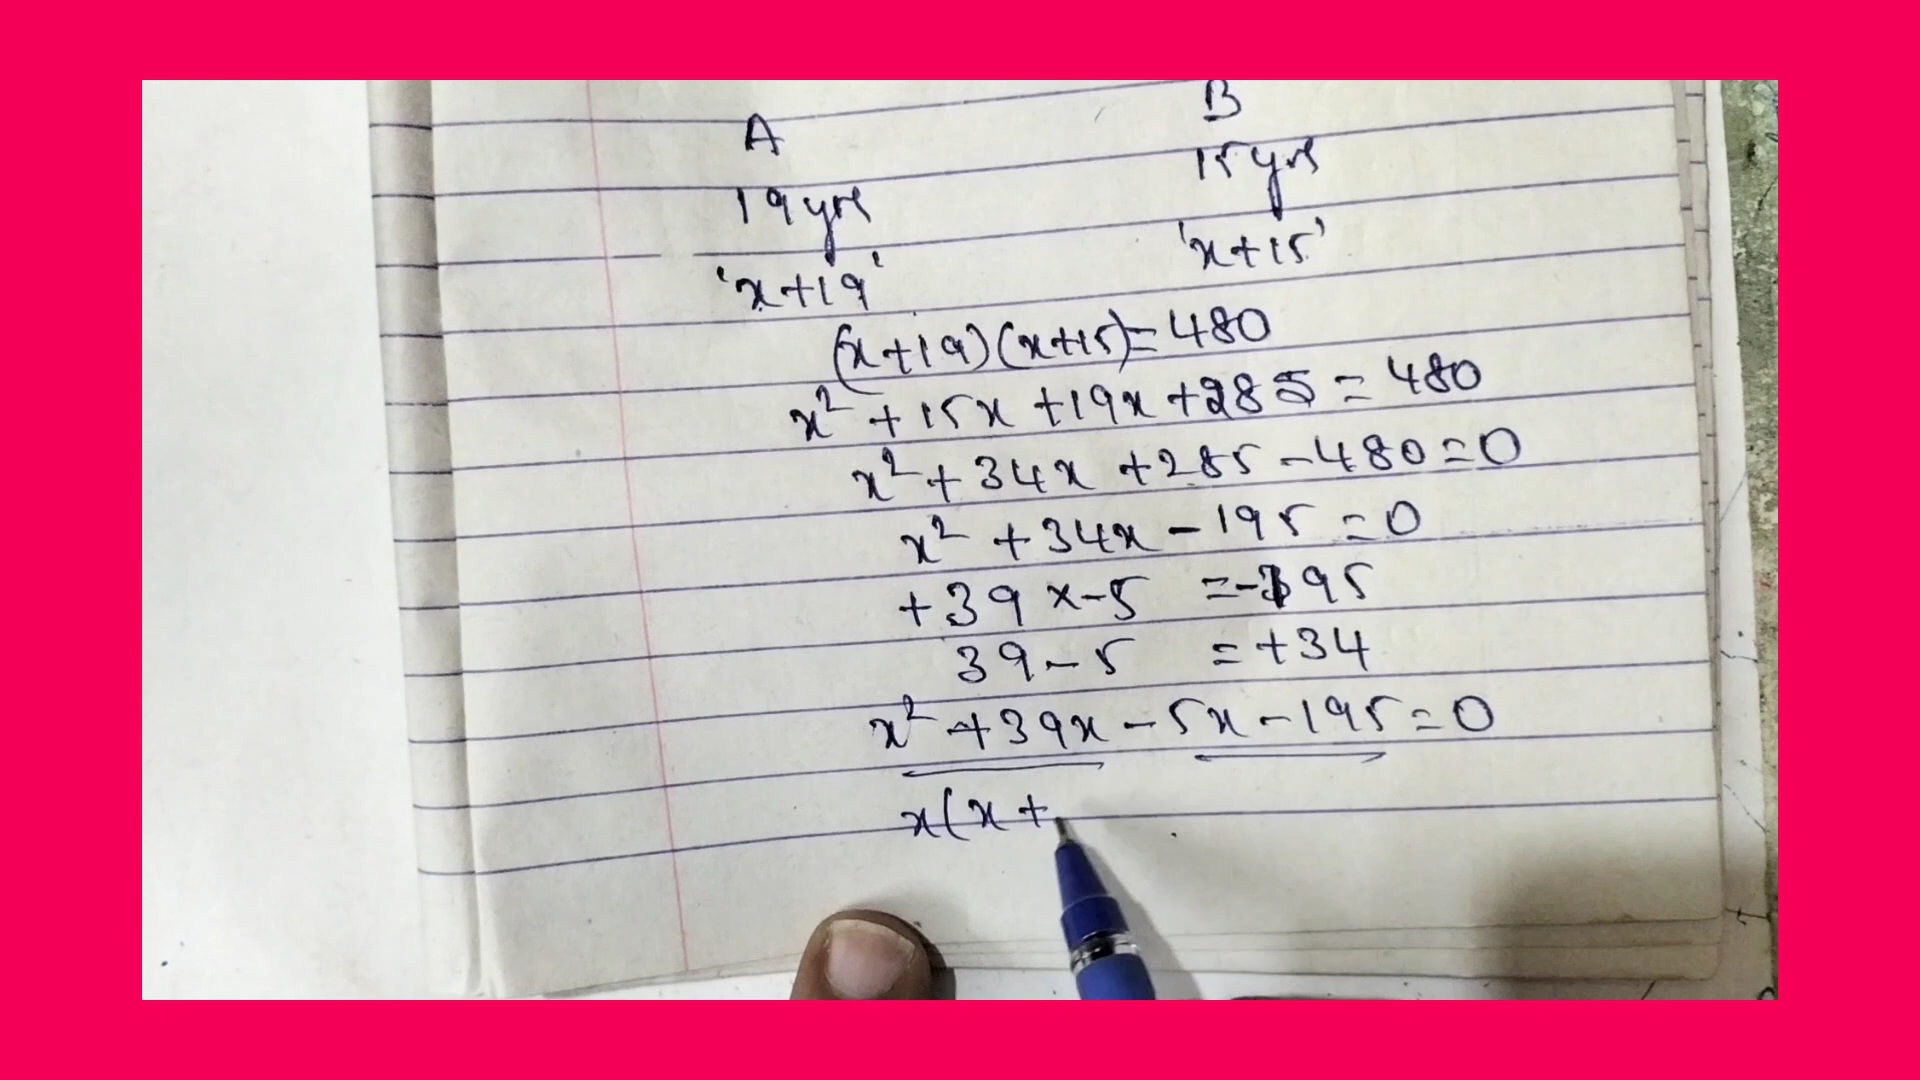 A B
19yrs 15yrs
'x+19' 'x+15'
(x+19)(x+15)=480
x² + 15x + 19x + 285 = 480
x² + 34x + 285 - 480 = 0
x² + 34x - 195 = 0
+39 x -5 = -195
39 - 5 = +34
x² + 39x - 5x - 195 = 0
x(x+